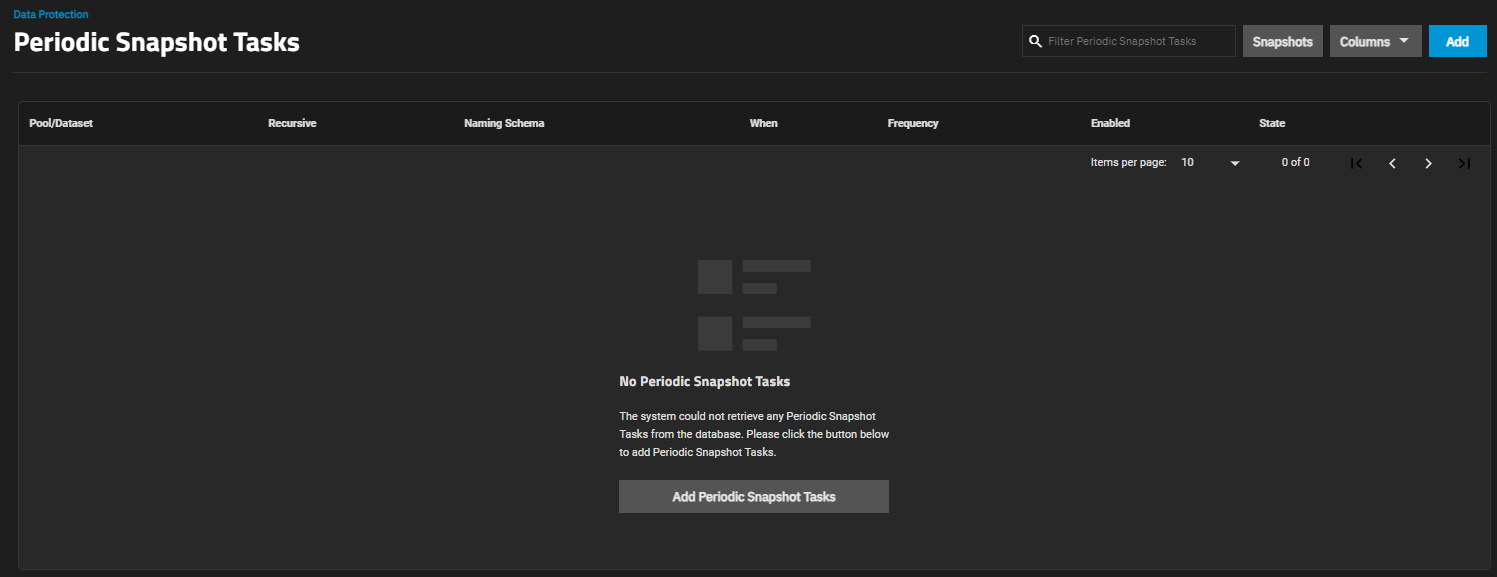 Data Protection
Periodic Snapshot Tasks
Filter Periodic Snapshot Tasks
Snapshots
Columns
Add
Pool/Dataset Recursive Naming Schema When Frequency Enabled State
Items per page: 10 0 of 0
No Periodic Snapshot Tasks
The system could not retrieve any Periodic Snapshot
Tasks from the database. Please click the button below
to add Periodic Snapshot Tasks.
Add Periodic Snapshot Tasks